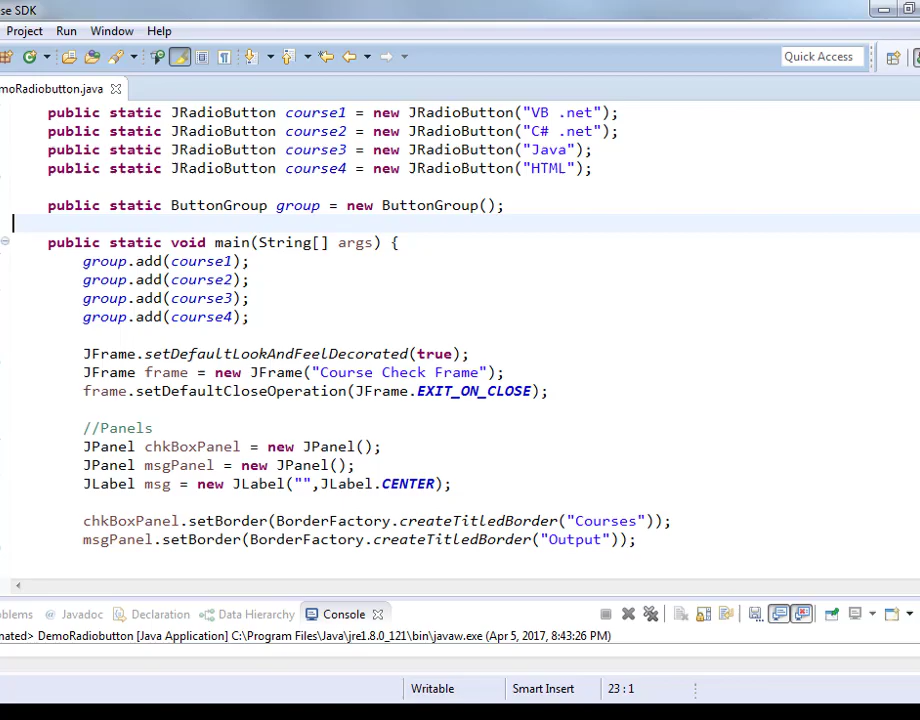 se SDK
Project Run Window Help
Quick Access
moRadiobutton.java
public static JRadioButton course1 = new JRadioButton("VB .net");
public static JRadioButton course2 = new JRadioButton("C# .net");
public static JRadioButton course3 = new JRadioButton("Java");
public static JRadioButton course4 = new JRadioButton("HTML");
public static ButtonGroup group = new ButtonGroup();
public static void main(String[] args) {
group.add(course1);
group.add(course2);
group.add(course3);
group.add(course4);
JFrame.setDefaultLookAndFeelDecorated(true);
JFrame frame = new JFrame("Course Check Frame");
frame.setDefaultCloseOperation(JFrame.EXIT_ON_CLOSE);
//Panels
JPanel chkBoxPanel = new JPanel();
JPanel msgPanel = new JPanel();
JLabel msg = new JLabel("",JLabel.CENTER);
chkBoxPanel.setBorder(BorderFactory.createTitledBorder("Courses"));
msgPanel.setBorder(BorderFactory.createTitledBorder("Output"));
oblems @ Javadoc Declaration Data Hierarchy Console
nated> DemoRadiobutton [Java Application] C:\Program Files\Java\jre1.8.0_121\bin\javaw.exe (Apr 5, 2017, 8:43:26 PM)
Writable Smart Insert 23 : 1